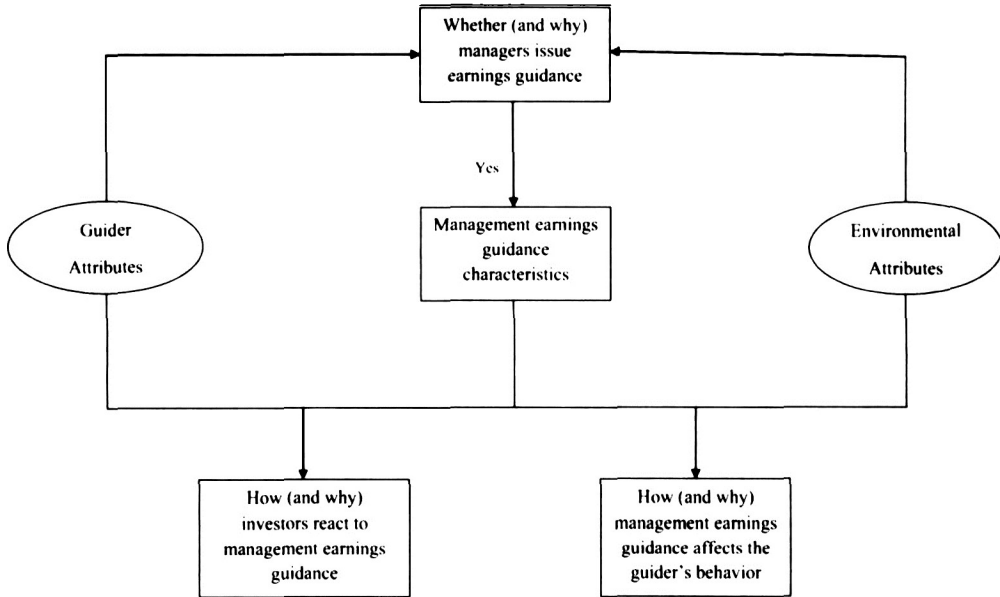 Whether (and why)
managers issue
earnings guidance
Yes
Guider
Attributes
Management earnings
guidance
characteristics
Environmental
Attributes
How (and why)
investors react to
management earnings
guidance
How (and why)
management earnings
guidance affects the
guider's behavior